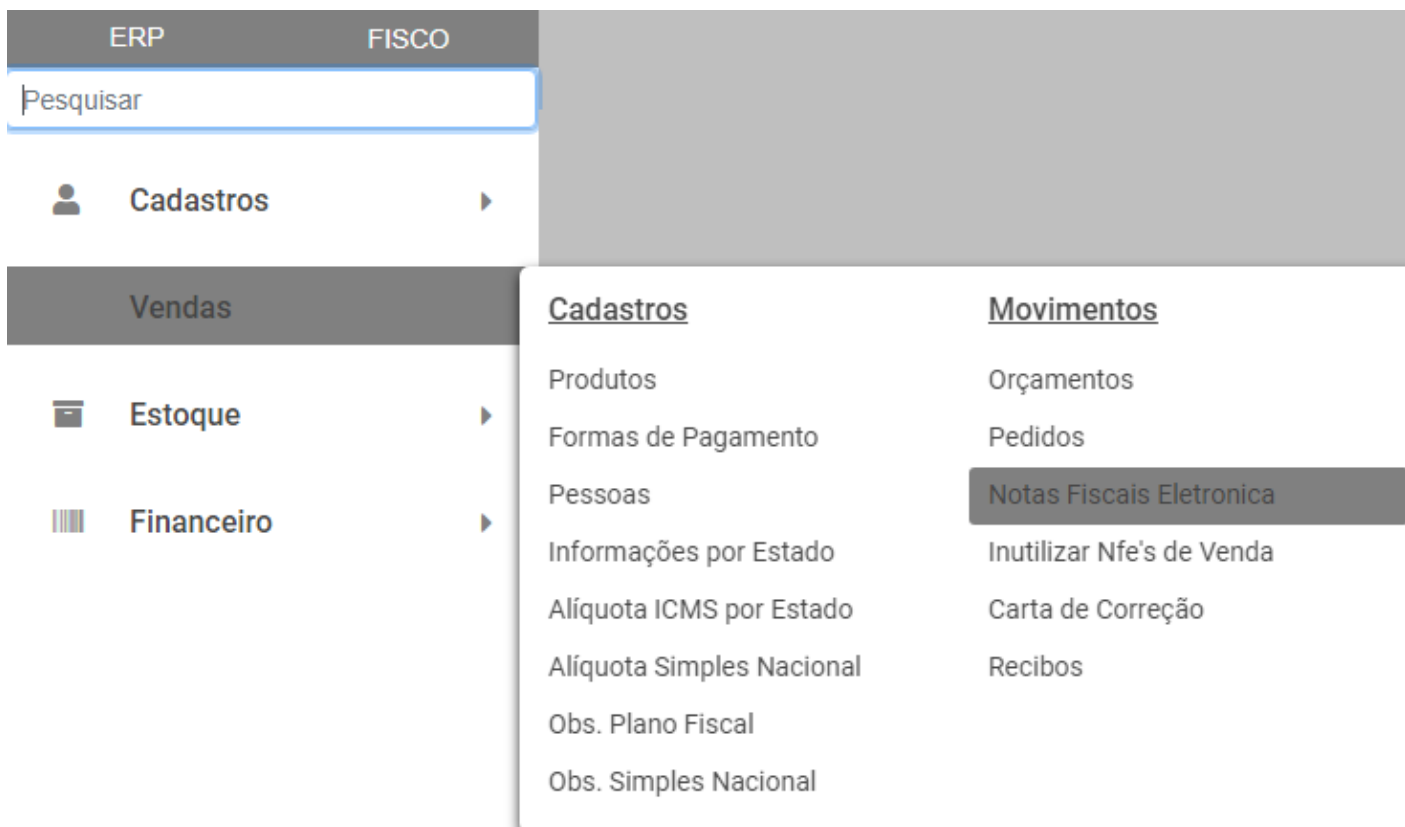 ERP FISCO
Pesquisar
Cadastros
Vendas
Estoque
Financeiro
Cadastros
Produtos
Formas de Pagamento
Pessoas
Informações por Estado
Alíquota ICMS por Estado
Alíquota Simples Nacional
Obs. Plano Fiscal
Obs. Simples Nacional
Movimentos
Orçamentos
Pedidos
Notas Fiscais Eletronica
Inutilizar Nfe's de Venda
Carta de Correção
Recibos